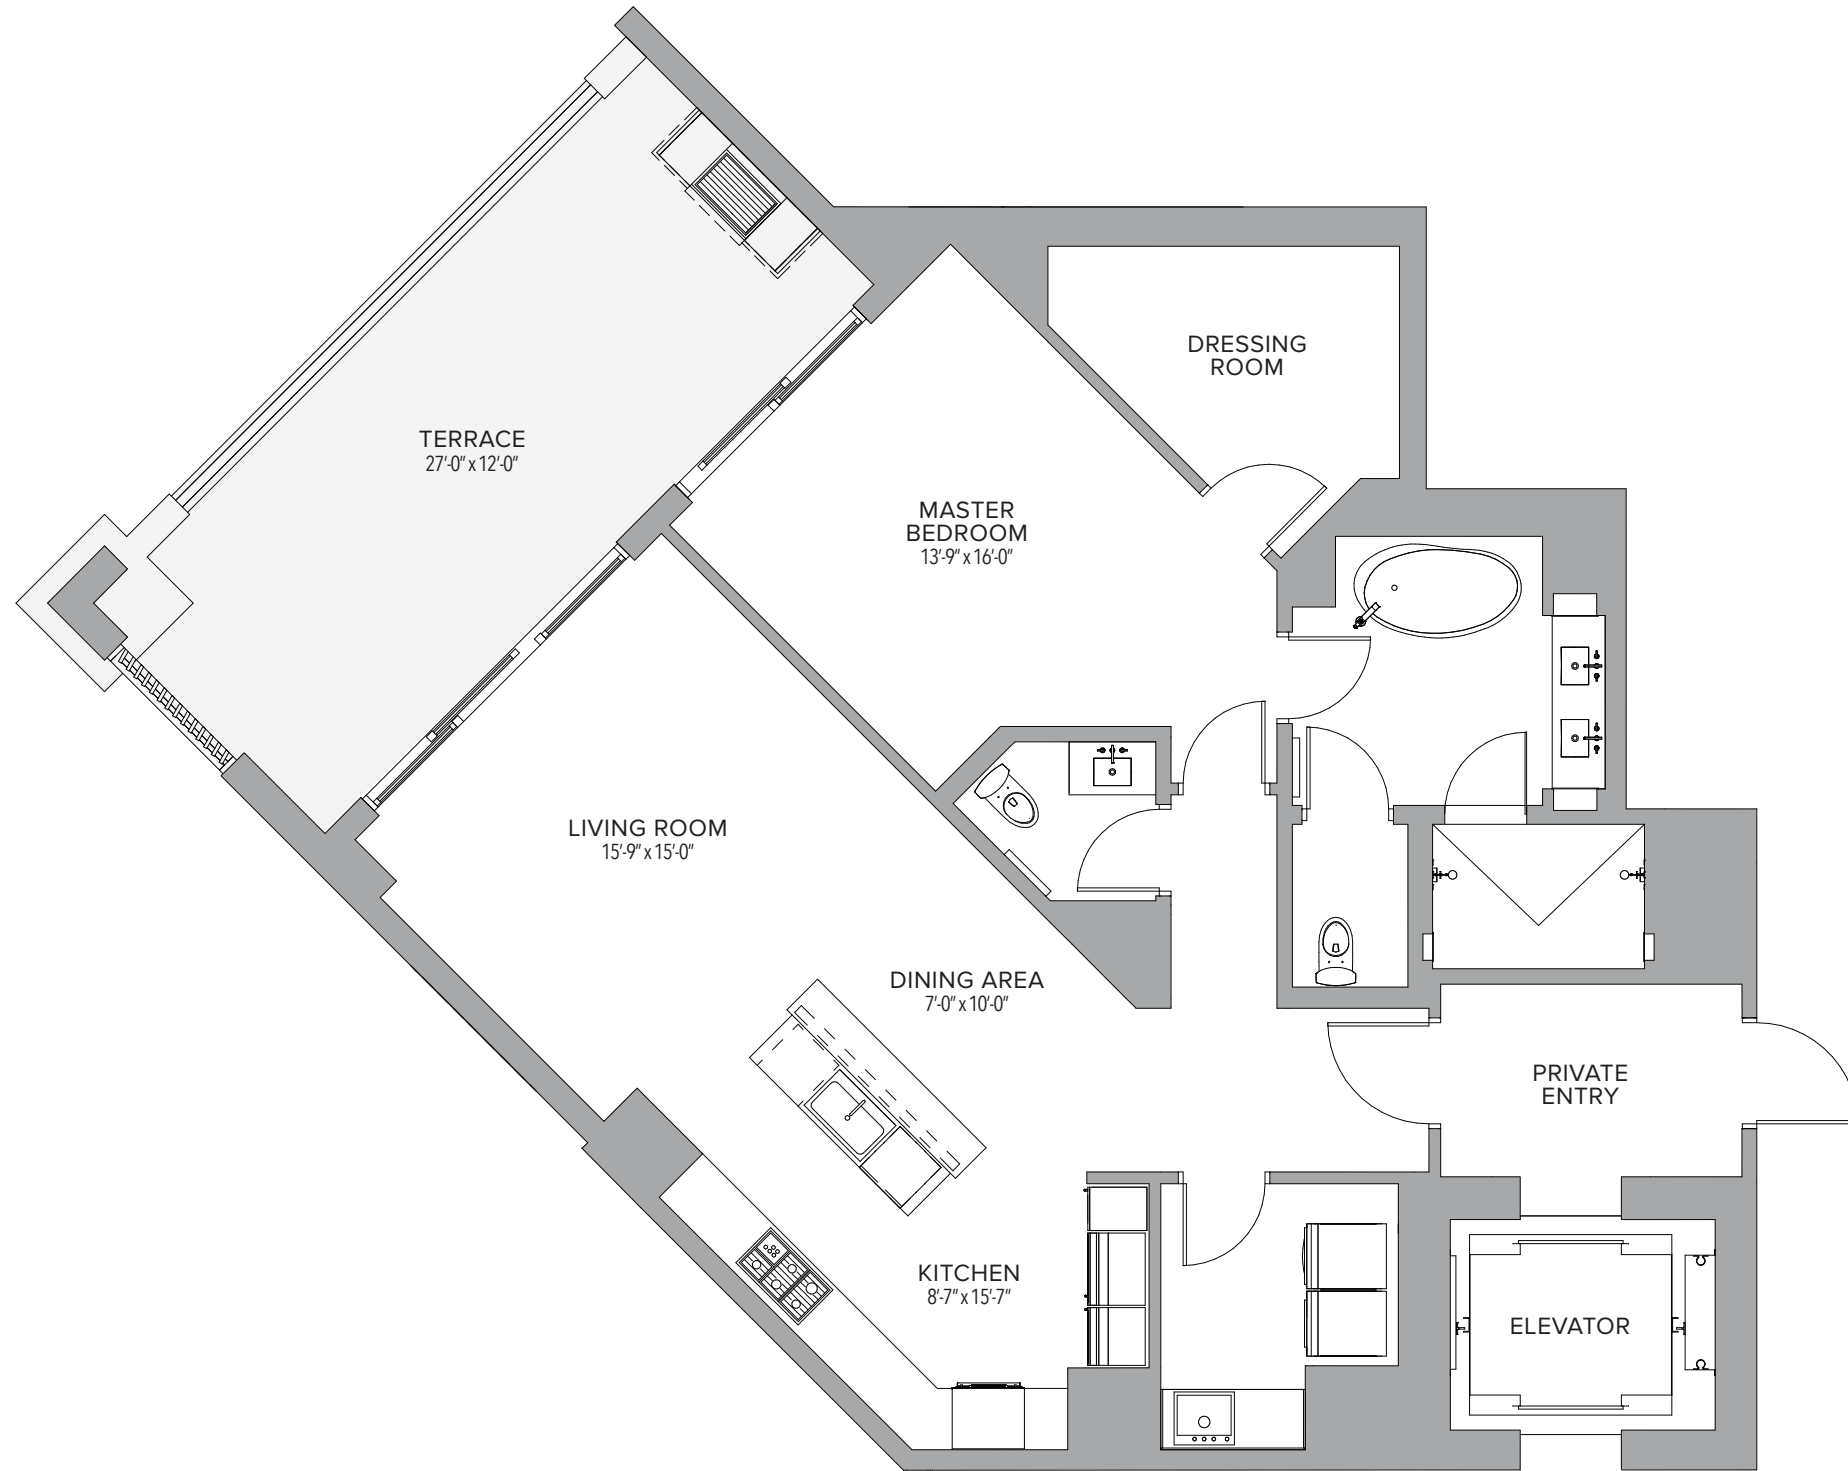 DRESSING
ROOM
TERRACE
27'-0" x 12'-0"
MASTER
BEDROOM
13'-9" x 16'-0"
LIVING ROOM
15'-9" x 15'-0"
DINING AREA
7'-0" x 10'-0"
PRIVATE
ENTRY
KITCHEN
8'-7" x 15'-7"
ELEVATOR